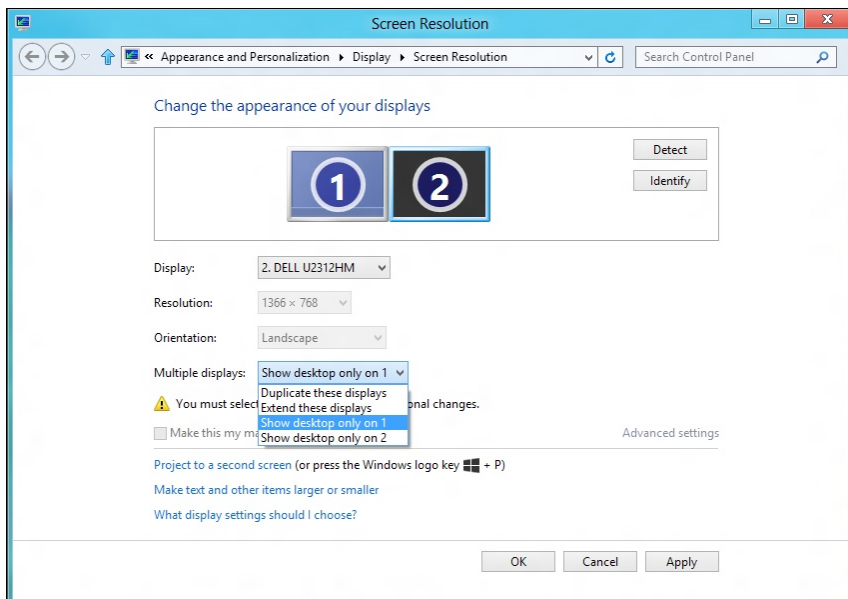 Screen Resolution
« Appearance and Personalization Display Screen Resolution
Search Control Panel
Change the appearance of your displays
1 2
Detect
Identify
Display: 2. DELL U2312HM
Resolution: 1366 × 768
Orientation: Landscape
Multiple displays: Show desktop only on 1
Duplicate these displays
Extend these displays
Show desktop only on 1
Show desktop only on 2
You must select onal changes.
Make this my ma
Advanced settings
Project to a second screen (or press the Windows logo key + P)
Make text and other items larger or smaller
What display settings should I choose?
OK Cancel Apply